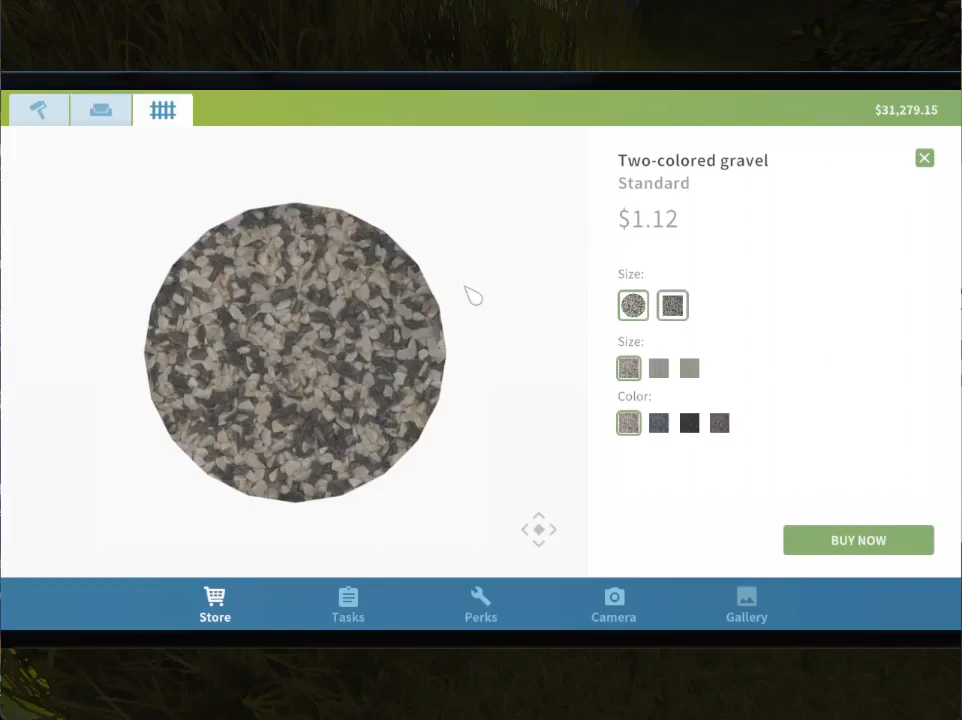 $31,279.15
Two-colored gravel
Standard
$1.12
Size:
Size:
Color:
BUY NOW
Store
Tasks
Perks
Camera
Gallery